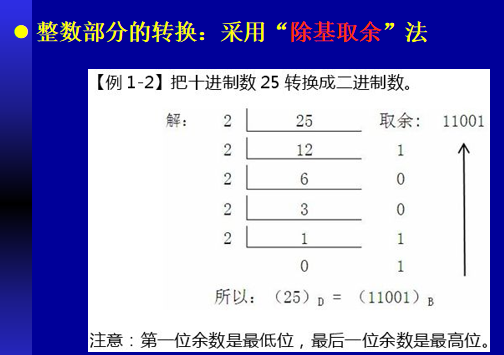 整数部分的转换：采用“除基取余”法
【例 1-2】把十进制数 25 转换成二进制数。
解： 2 25 取余: 11001
2 12 1
2 6 0
2 3 0
2 1 1
0 1
所以: （25）D = （11001）B
注意：第一位余数是最低位，最后一位余数是最高位。